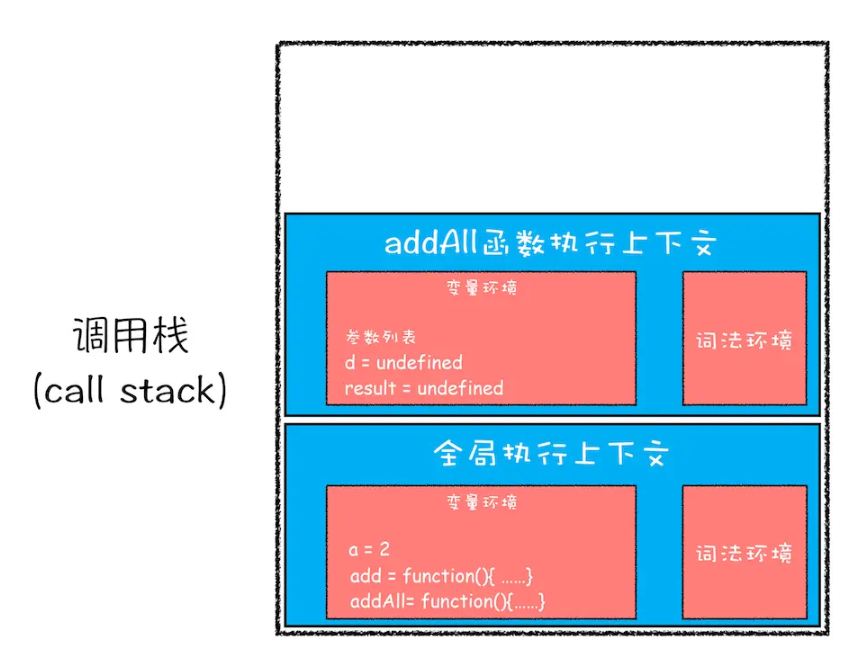 调用栈
(call stack)
addAll函数执行上下文
变量环境
参数列表
d = undefined
result = undefined
词法环境
全局执行上下文
变量环境
a = 2
add = function(){ ......}
addAll= function(){......}
词法环境